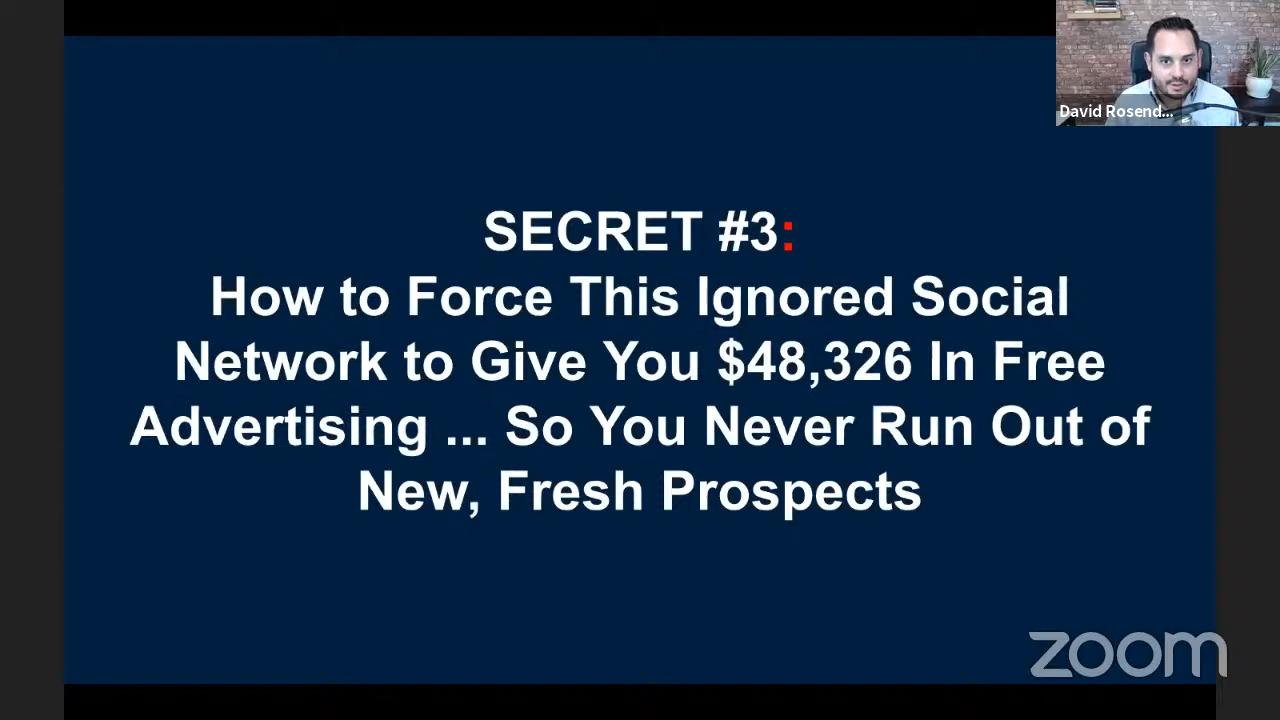 David Rosend...
SECRET #3:
How to Force This Ignored Social
Network to Give You $48,326 In Free
Advertising ... So You Never Run Out of
New, Fresh Prospects
zoom